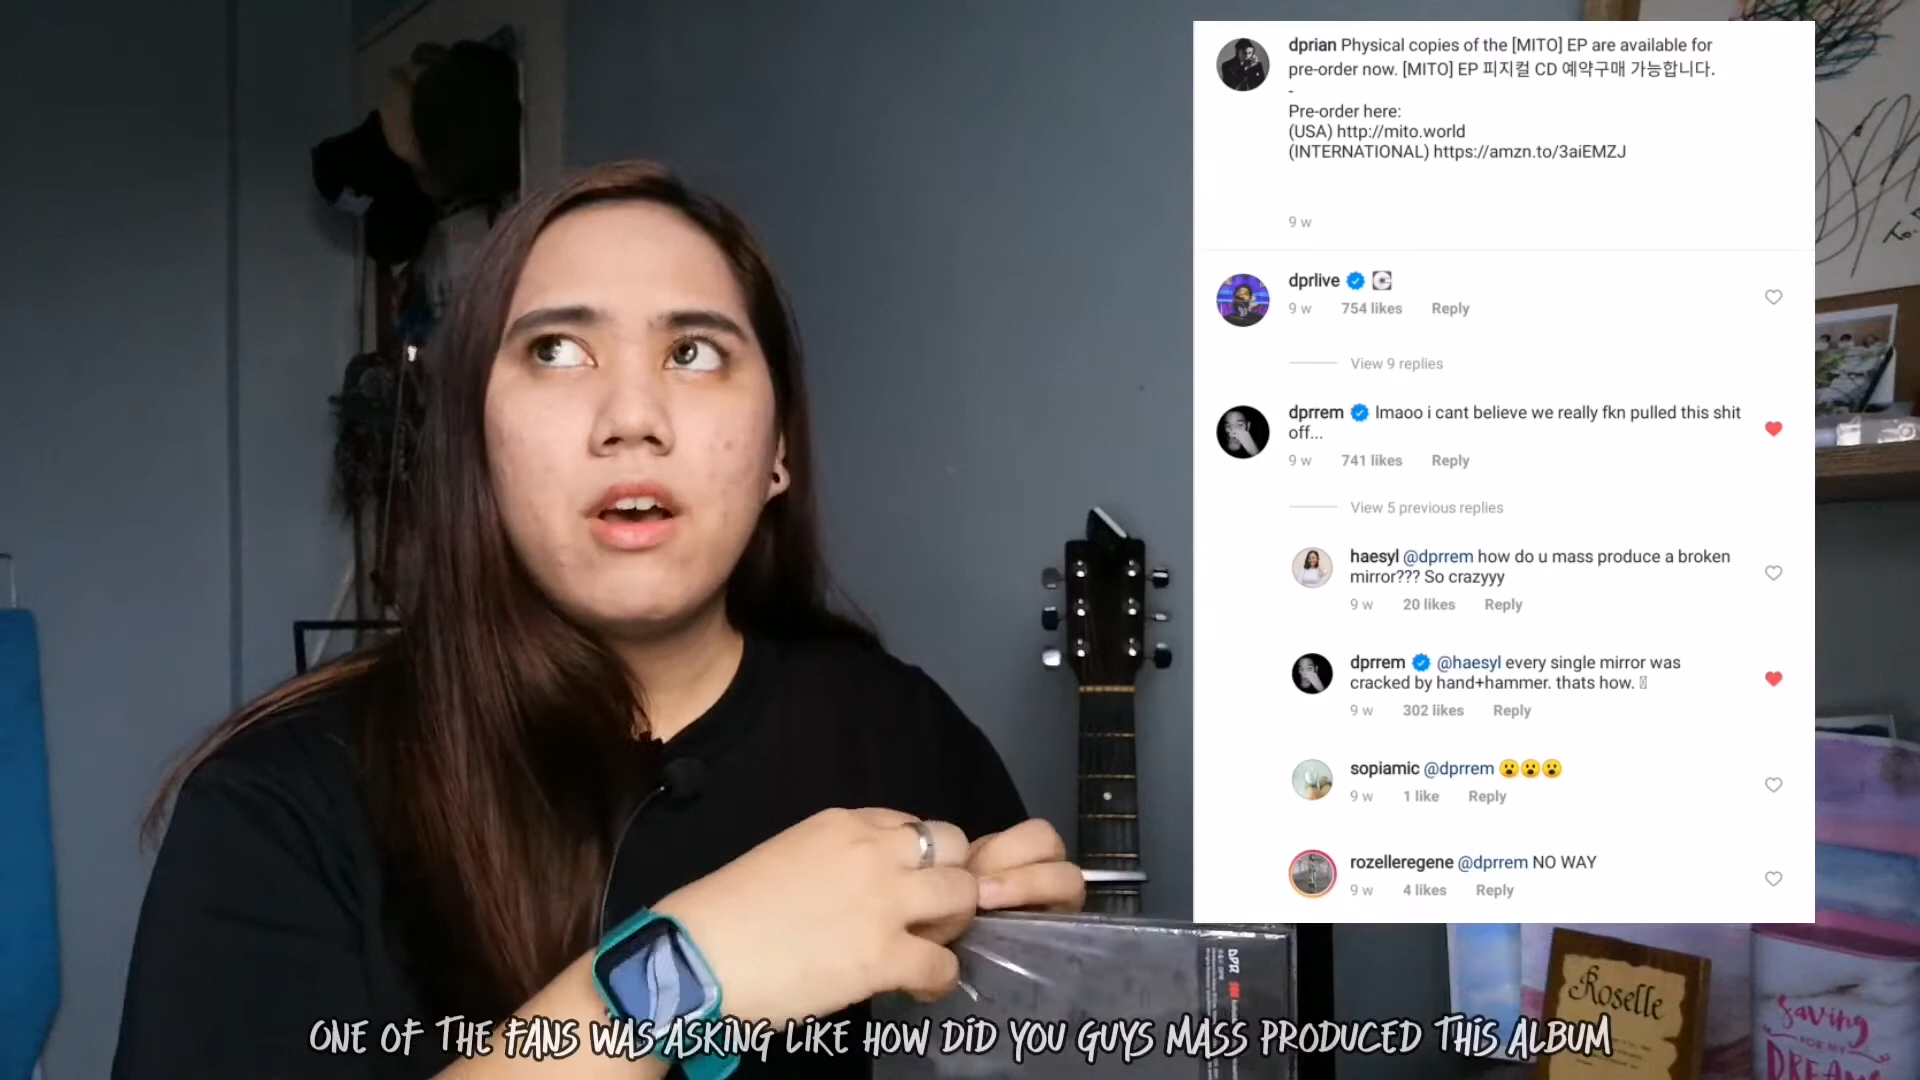 dprian Physical copies of the [MITO] EP are available for
pre-order now. [MITO] EP 피지컬 CD 예약구매 가능합니다.
-
Pre-order here:
(USA) http://mito.world
(INTERNATIONAL) https://amzn.to/3aiEMZJ
9 w
dprlive
9 w 754 likes Reply
View 9 replies
dprrem lmaoo i cant believe we really fkn pulled this shit
off...
9 w 741 likes Reply
View 5 previous replies
haesyl @dprrem how do u mass produce a broken
mirror??? So crazyyy
9 w 20 likes Reply
dprrem @haesyl every single mirror was
cracked by hand+hammer. thats how.
9 w 302 likes Reply
sopiamic @dprrem 😮😮😮
9 w 1 like Reply
rozelleregene @dprrem NO WAY
9 w 4 likes Reply
To.
DPR
Roselle
Saving
FOR MY
DREAMS
ONE OF THE FANS WAS ASKING LIKE HOW DID YOU GUYS MASS PRODUCED THIS ALBUM